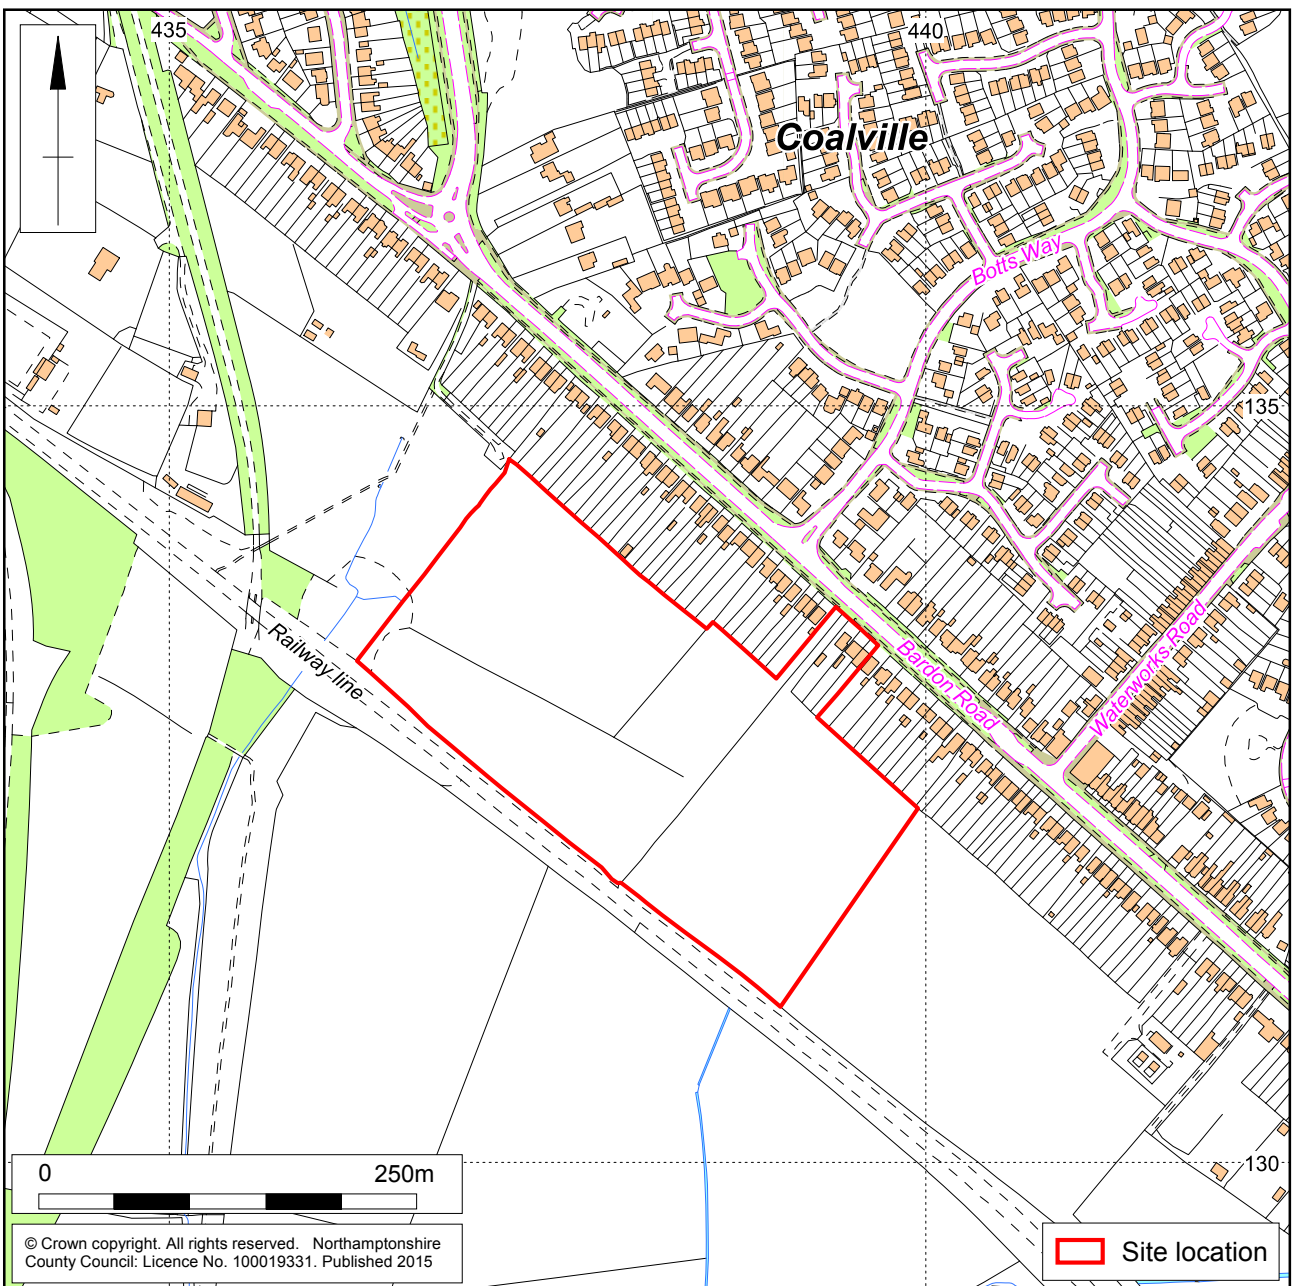 435
440
Coalville
Botts Way
135
Railway line
Bardon Road
Waterworks Road
130
0 250m
© Crown copyright. All rights reserved. Northamptonshire
County Council: Licence No. 100019331. Published 2015
Site location